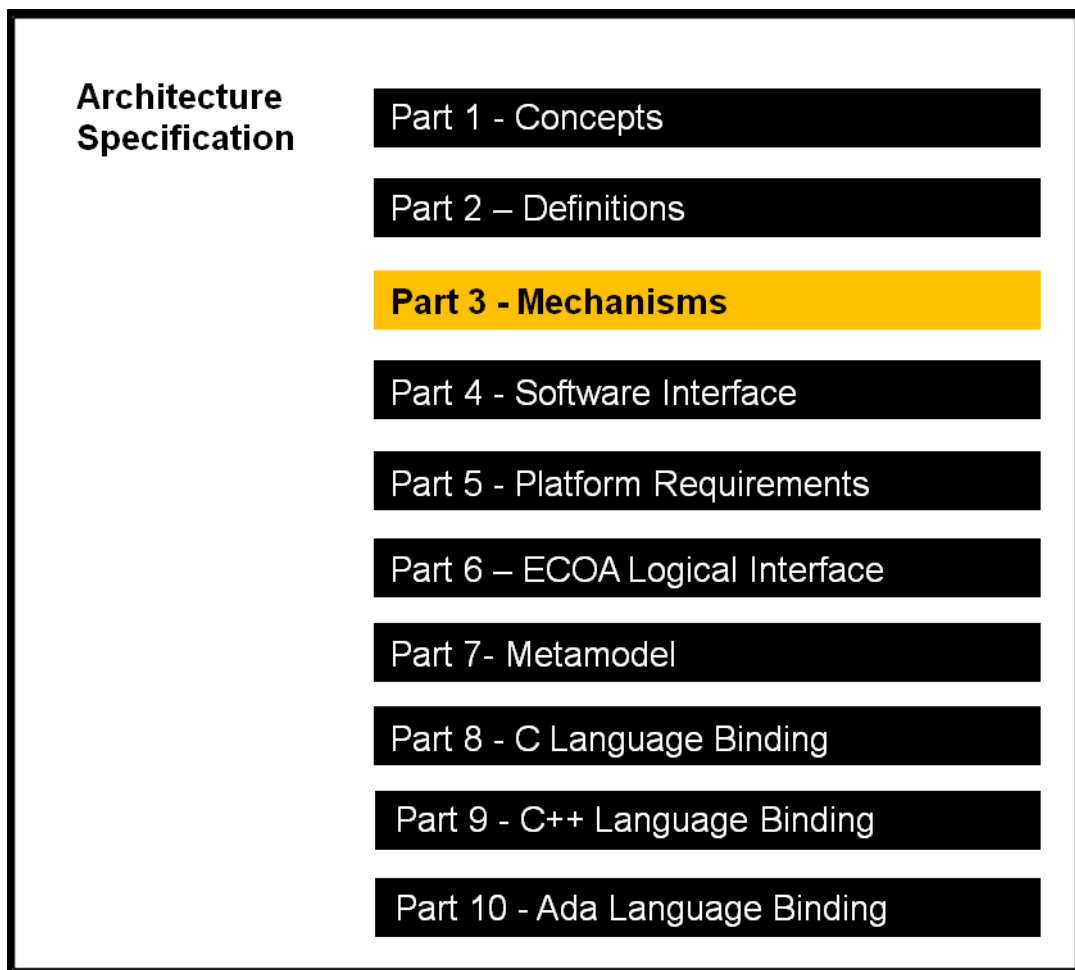 Architecture
Specification
Part 1 - Concepts
Part 2 – Definitions
Part 3 - Mechanisms
Part 4 - Software Interface
Part 5 - Platform Requirements
Part 6 – ECOA Logical Interface
Part 7- Metamodel
Part 8 - C Language Binding
Part 9 - C++ Language Binding
Part 10 - Ada Language Binding